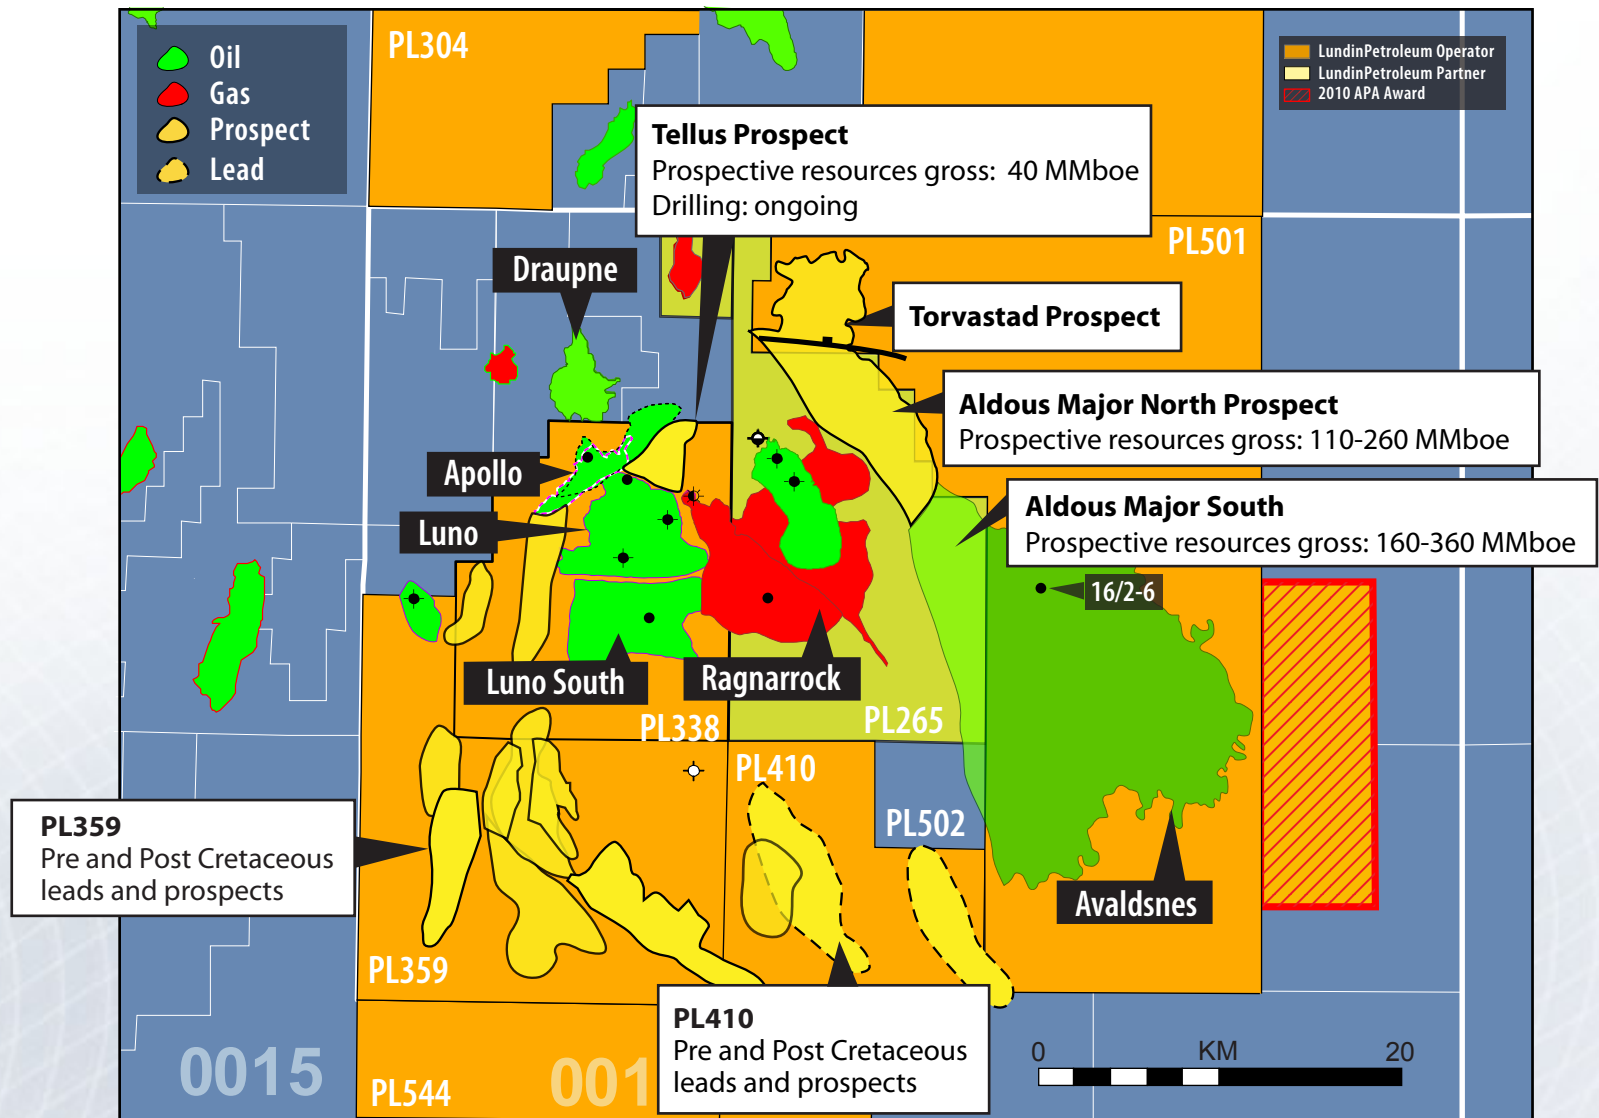 Oil
Gas
Prospect
Lead
PL304
LundinPetroleum Operator
LundinPetroleum Partner
2010 APA Award
Tellus Prospect
Prospective resources gross: 40 MMboe
Drilling: ongoing
PL501
Draupne
Torvastad Prospect
Aldous Major North Prospect
Prospective resources gross: 110-260 MMboe
Apollo
Aldous Major South
Prospective resources gross: 160-360 MMboe
Luno
16/2-6
Luno South
Ragnarrock
PL338
PL265
PL410
PL502
PL359
Pre and Post Cretaceous
leads and prospects
Avaldsnes
PL359
PL410
Pre and Post Cretaceous
leads and prospects
0 KM 20
0015
001
PL544